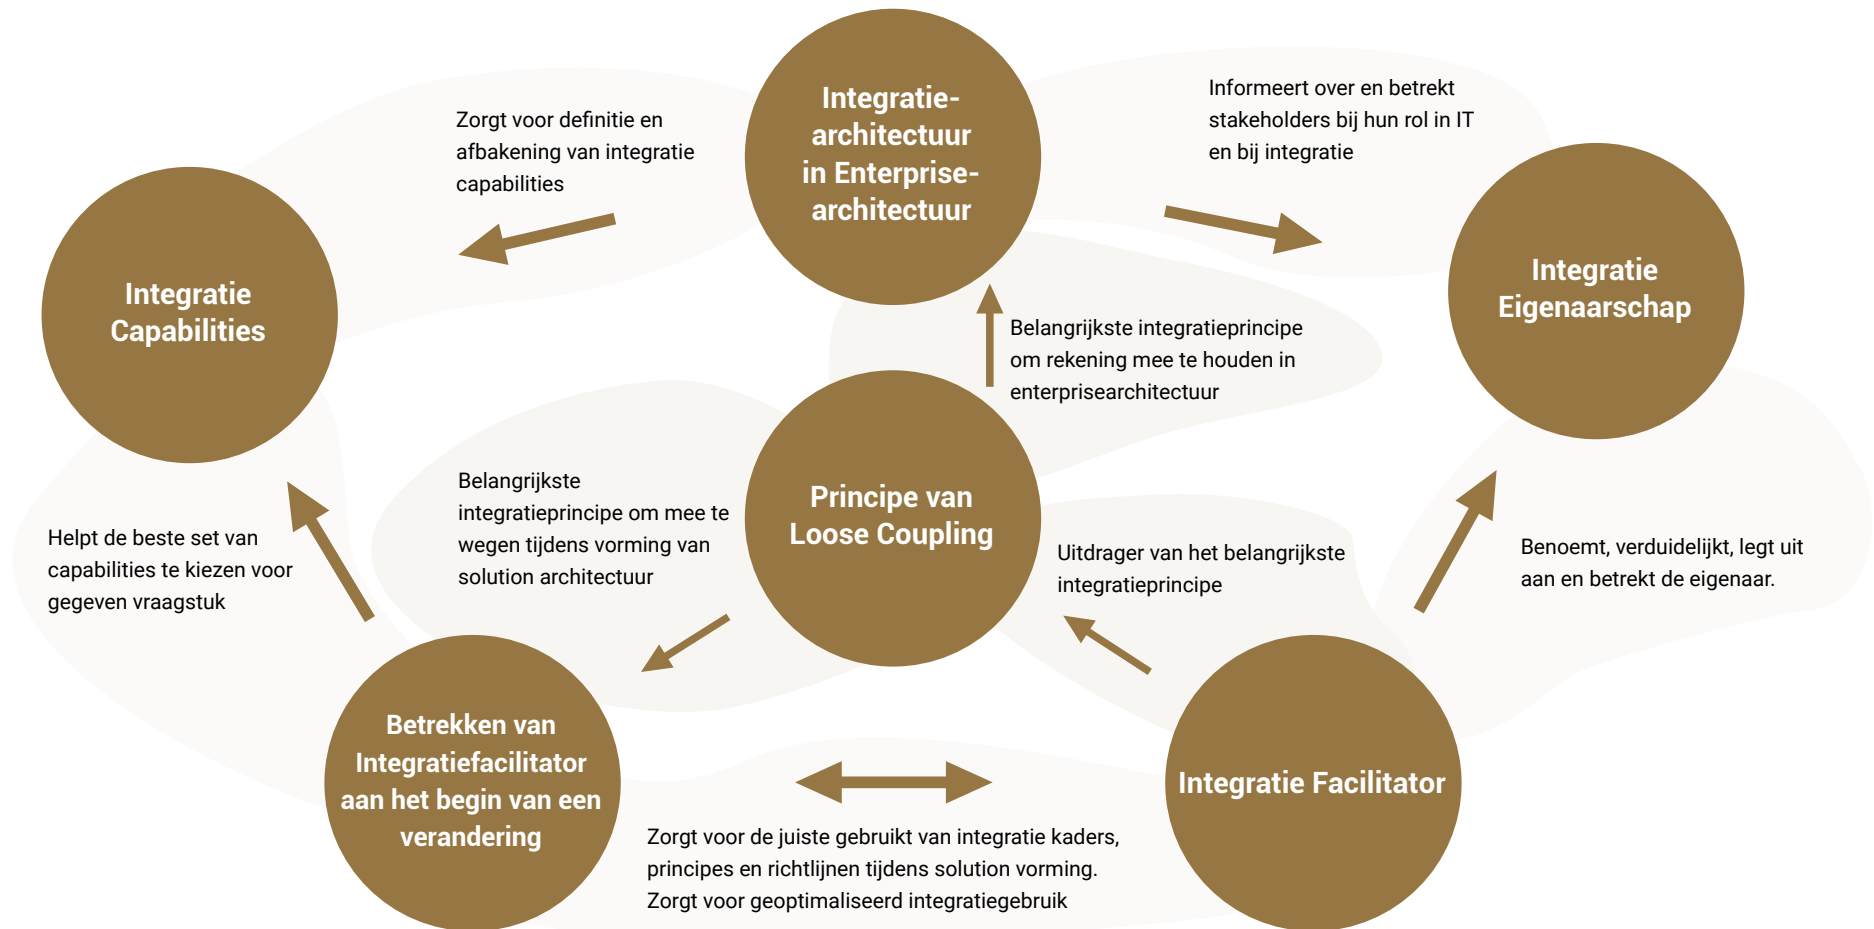 Integratie-
architectuur
in Enterprise-
architectuur
Zorgt voor definitie en
afbakening van integratie
capabilities
Informeert over en betrekt
stakeholders bij hun rol in IT
en bij integratie
Integratie
Capabilities
Integratie
Eigenaarschap
Belangrijkste integratieprincipe
om rekening mee te houden in
enterprisearchitectuur
Principe van
Loose Coupling
Belangrijkste
integratieprincipe om mee te
wegen tijdens vorming van
solution architectuur
Helpt de beste set van
capabilities te kiezen voor
gegeven vraagstuk
Uitdrager van het belangrijkste
integratieprincipe
Benoemt, verduidelijkt, legt uit
aan en betrekt de eigenaar.
Betrekken van
Integratiefacilitator
aan het begin van een
verandering
Integratie Facilitator
Zorgt voor de juiste gebruikt van integratie kaders,
principes en richtlijnen tijdens solution vorming.
Zorgt voor geoptimaliseerd integratiegebruik